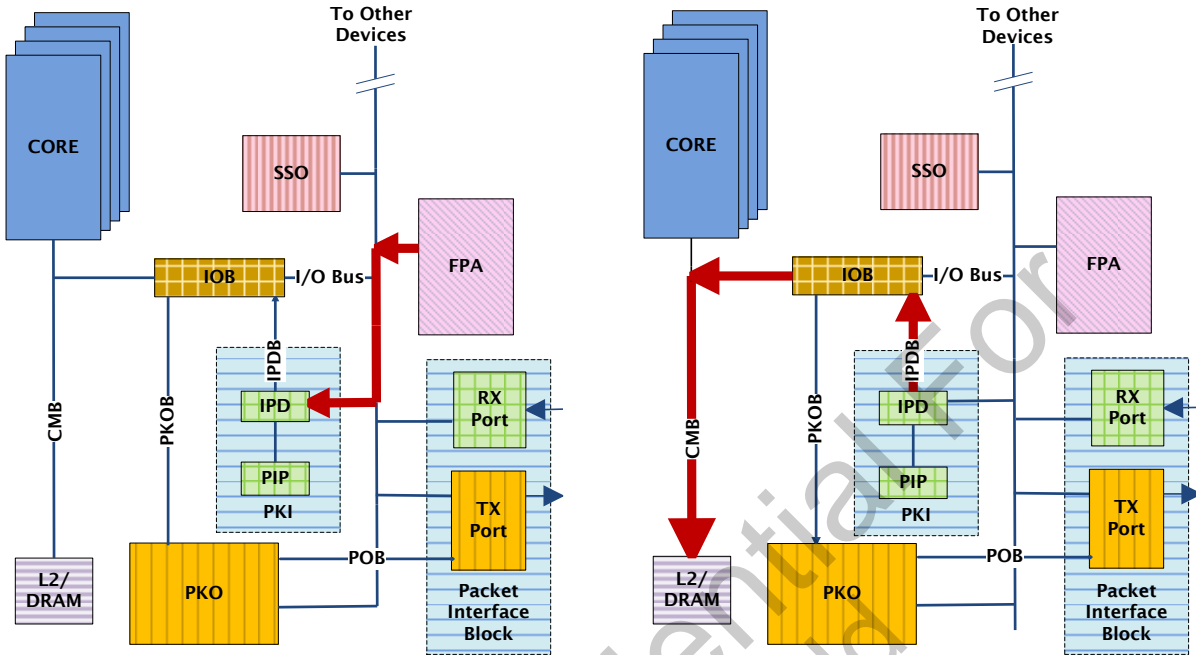 To Other
Devices
CORE
SSO
FPA
IOB
I/O Bus
IPDB
IPD
PIP
PKI
CMB
PKOB
RX
Port
TX
Port
POB
L2/
DRAM
PKO
Packet
Interface
Block
To Other
Devices
CORE
SSO
FPA
IOB
I/O Bus
IPDB
IPD
PIP
PKI
CMB
PKOB
RX
Port
TX
Port
POB
L2/
DRAM
PKO
Packet
Interface
Block
ential For